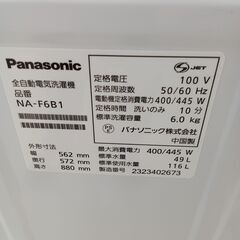 Panasonic
全自動電気洗濯機
品番
NA-F6B1
外形寸法
幅 562 mm
奥行 572 mm
高さ 880 mm
JET
定格電圧 100 V
定格周波数 50/60 Hz
電動機定格消費電力 400/445 W
定格時間 洗いのみ 10 分
標準洗濯容量 6.0 kg
パナソニック株式会社
中国製
最大消費電力 400/445 W
標準水量 49 L
標準使用水量 116 L
製造番号 2323402673